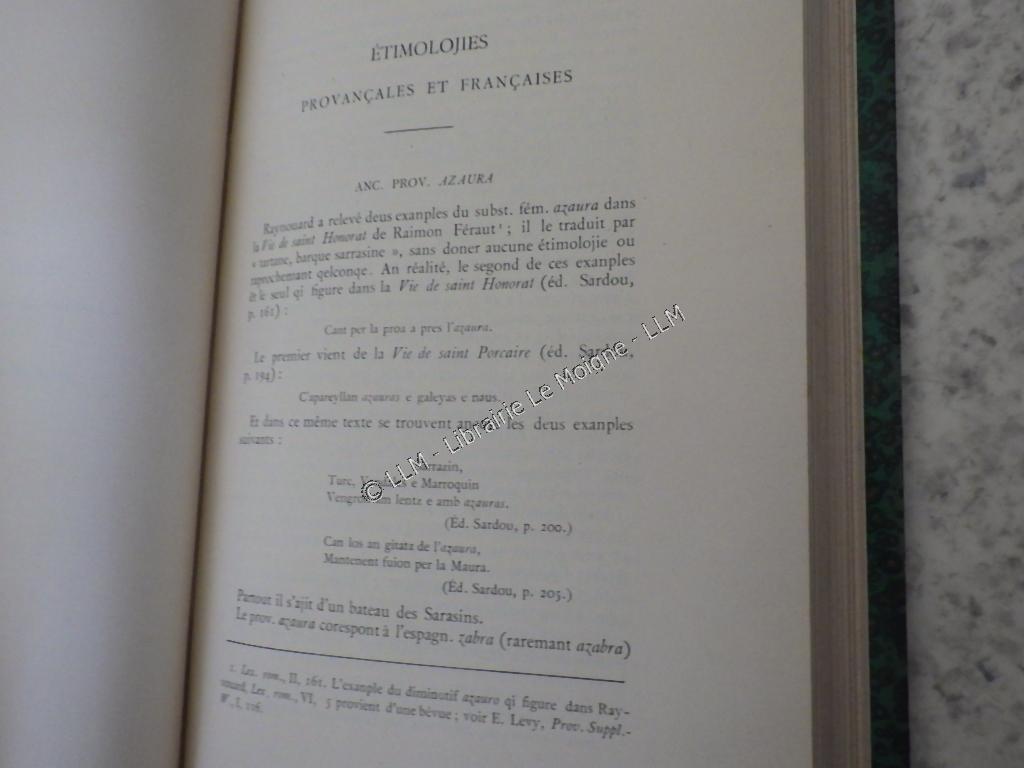 ÉTIMOLOJIES
PROVANÇALES ET FRANÇAISES
ANC. PROV. AZAURA
Raynouard a relevé deus exanples du subst. fém. azaura dans
la Vie de saint Honorat de Raimon Féraut¹ ; il le traduit par
« tartane, barque sarrasine », sans doner aucune étimolojie ou
raprochemant qelconqe. An réalité, le segond de ces exanples
èt le seul qi figure dans la Vie de saint Honorat (éd. Sardou,
p. 161) :
Cant per la proa a pres l'azaura.
Le premier vient de la Vie de saint Porcaire (éd. Sardou,
p. 194) :
C'apareyllan azauras e galeyas e naus.
Et dans ce même texte se trouvent les deus exanples
suivants :
Sarrazin,
Turc, e Marroquin
lentz e amb azauras.
(Éd. Sardou, p. 200.)
Can los an gitatz de l'azaura,
Mantenent fuion per la Maura.
(Éd. Sardou, p. 205.)
Partout il s'ajit d'un bateau des Sarasins.
Le prov. azaura corespont à l'espagn. zabra (raremant azabra)
1. Lex. rom., II, 161. L'exanple du diminutif azauro qi figure dans Ray-
nouard, Lex. rom., VI, 5 provient d'une bévue ; voir E. Levy, Prov. Suppl.-
W., I, 116.
© LLM - Librairie Le Moigne - LLM